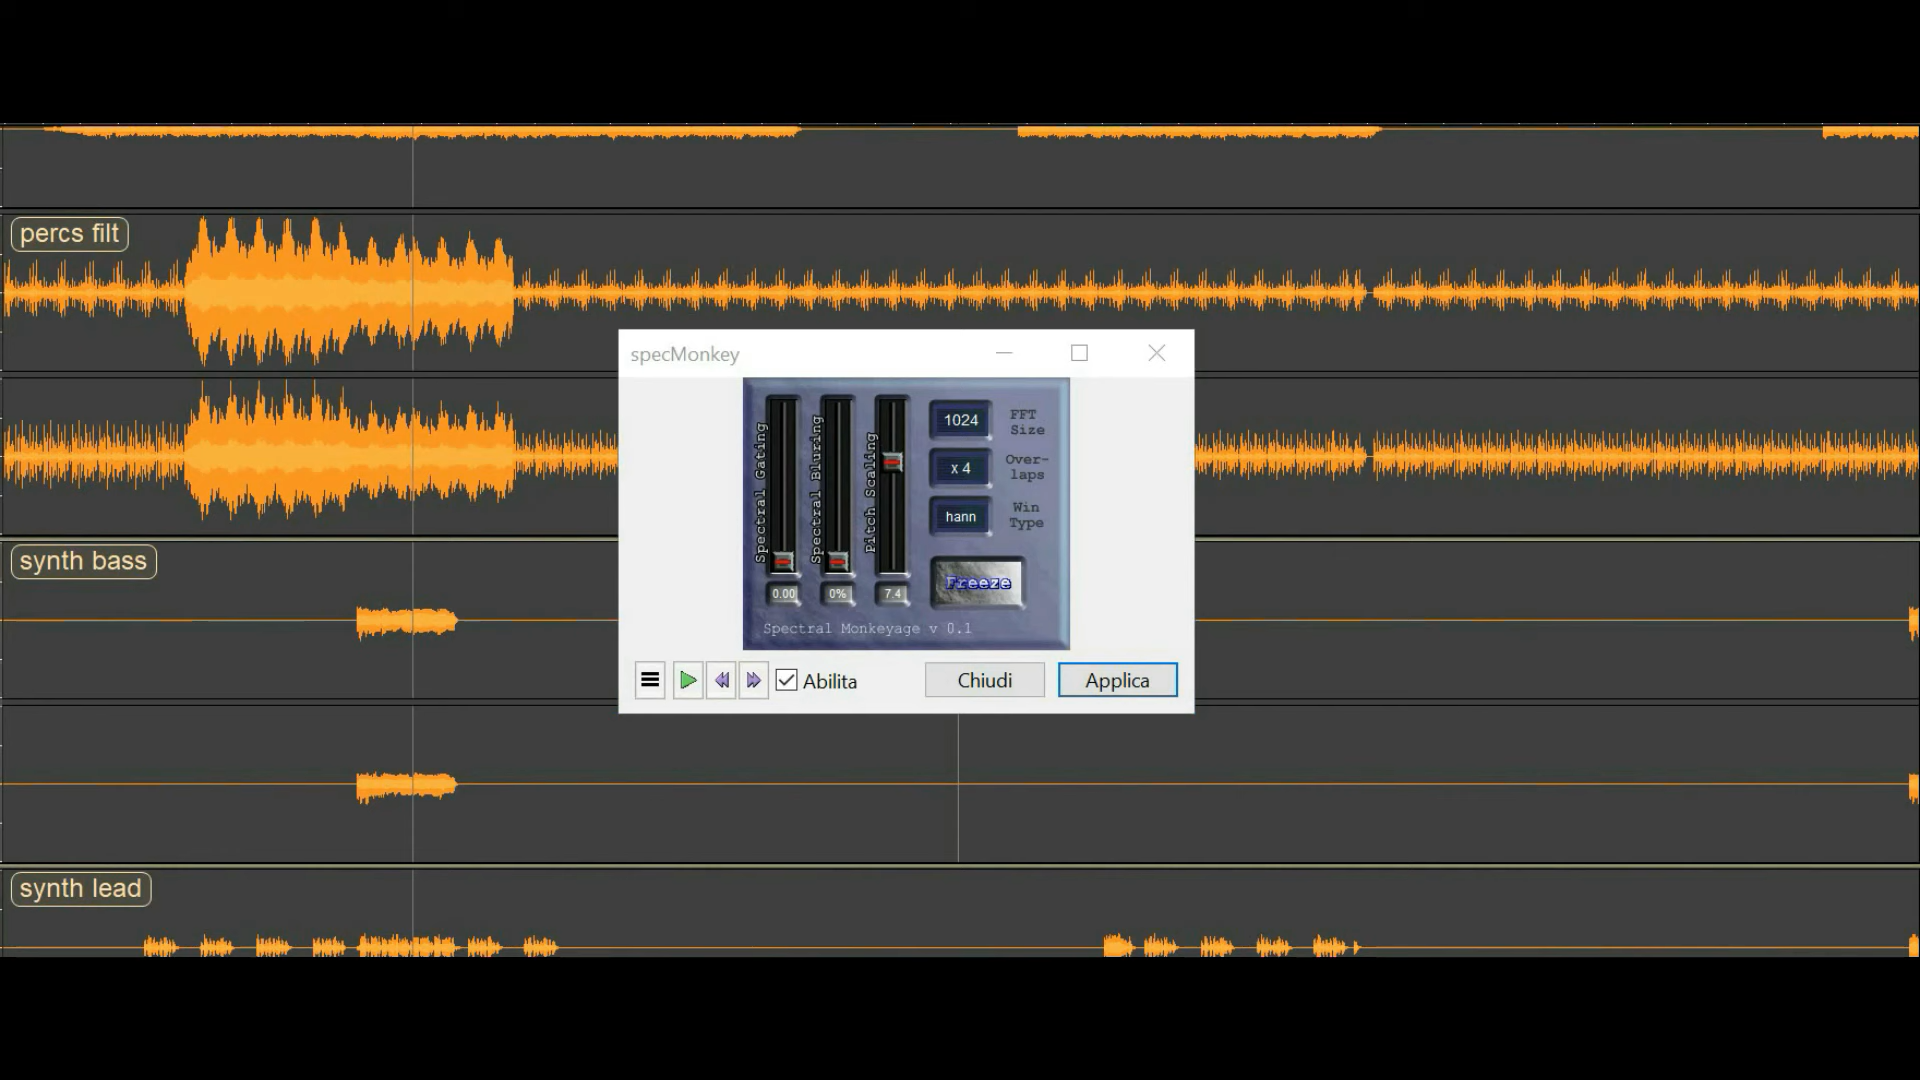 percs filt
specMonkey
Spectral Gating
Spectral Bluring
Pitch Scaling
1024
FFT
Size
x 4
Over-
laps
hann
Win
Type
Freeze
0.00
0%
7.4
Spectral Monkeyage v 0.1
Abilita
Chiudi
Applica
synth bass
synth lead